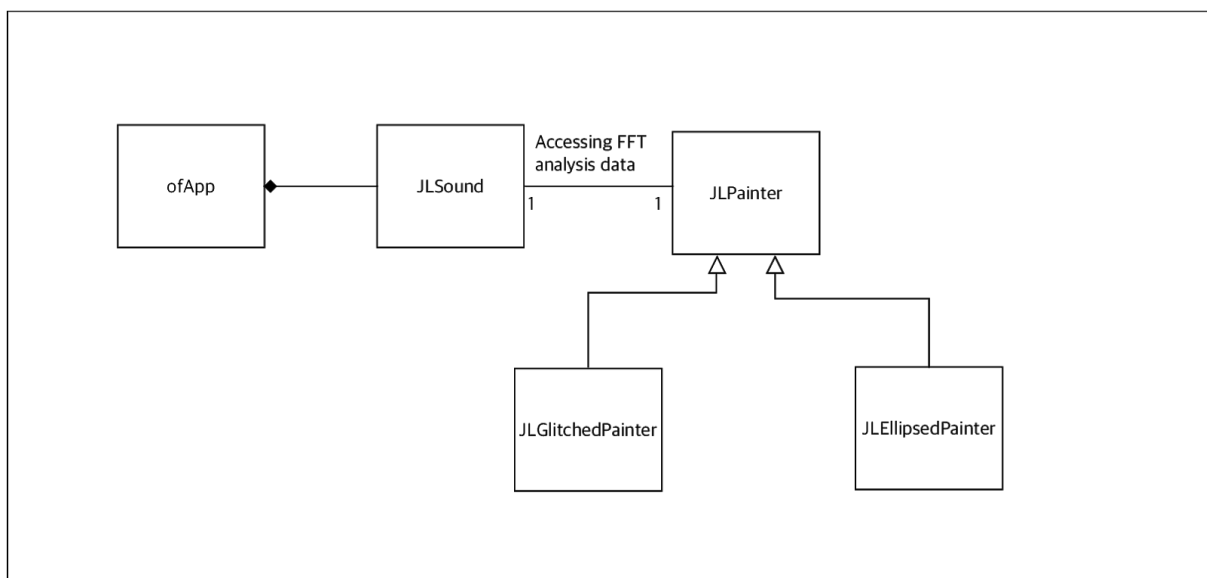 ofApp
JLSound
Accessing FFT
analysis data
1
1
JLPainter
JLGlitchedPainter
JLEllipsedPainter